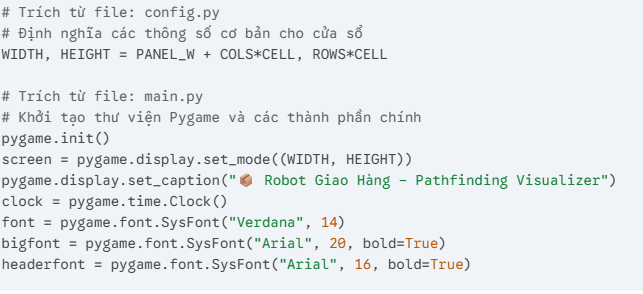 # Trích từ file: config.py
# Định nghĩa các thông số cơ bản cho cửa sổ
WIDTH, HEIGHT = PANEL_W + COLS*CELL, ROWS*CELL

# Trích từ file: main.py
# Khởi tạo thư viện Pygame và các thành phần chính
pygame.init()
screen = pygame.display.set_mode((WIDTH, HEIGHT))
pygame.display.set_caption("📦 Robot Giao Hàng – Pathfinding Visualizer")
clock = pygame.time.Clock()
font = pygame.font.SysFont("Verdana", 14)
bigfont = pygame.font.SysFont("Arial", 20, bold=True)
headerfont = pygame.font.SysFont("Arial", 16, bold=True)